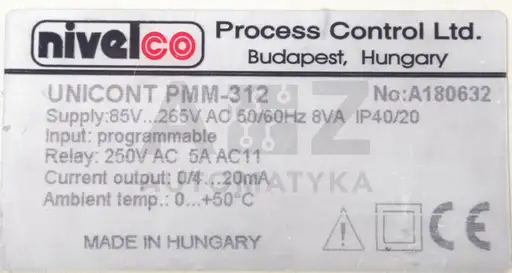 nivelco Process Control Ltd.
Budapest, Hungary
UNICONT PMM-312 No:A180632
Supply:85V...265V AC 50/60Hz 8VA IP40/20
Input: programmable
Relay: 250V AC 5A AC11
Current output: 0/4...20mA
Ambient temp.: 0...+50°C
MADE IN HUNGARY
CE
A2Z
AUTOMATYKA